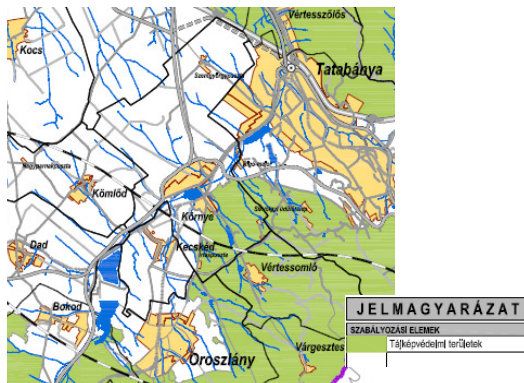 Vértesszőlős
Kocs
Tatabánya
Kömlőd
Környe
Kecskéd
Dad
Vértessomló
Bokod
Oroszlány
Várgesztes
JELMAGYARÁZAT
SZABÁLYOZÁSI ELEMEK
Tájképvédelmi területek